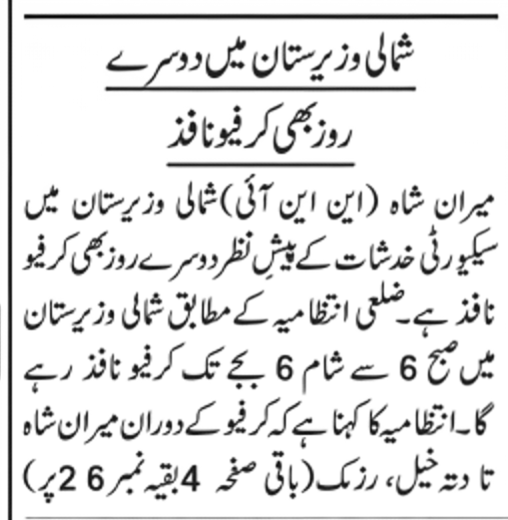 شمالی وزیرستان میں دوسرے
روز بھی کرفیو نافذ
میران شاہ (این این آئی) شمالی وزیرستان میں
سیکیورٹی خدشات کے پیشِ نظر دوسرے روز بھی کرفیو
نافذ ہے۔ ضلعی انتظامیہ کے مطابق شمالی وزیرستان
میں صبح 6 سے شام 6 بجے تک کرفیو نافذ رہے
گا۔ انتظامیہ کا کہنا ہے کہ کرفیو کے دوران میران شاہ
تا دتہ خیل، رزمک (باقی صفحہ 4 بقیہ نمبر 26 پر)